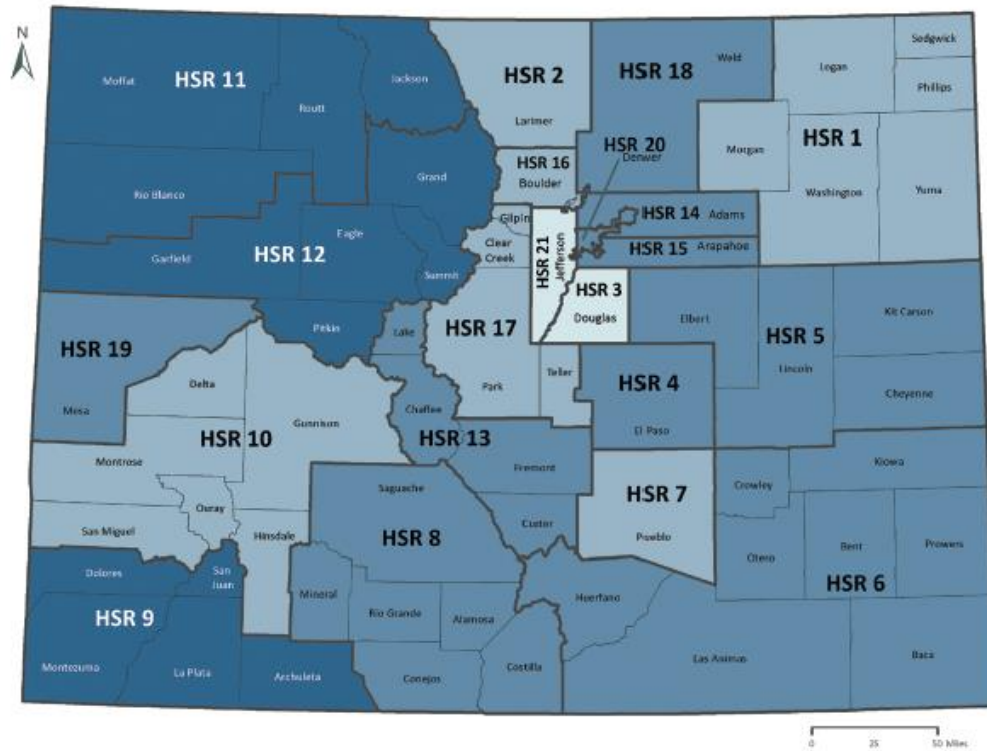 N
Moffat
HSR 11
Jackson
Routt
Rio Blanco
Grand
HSR 2
Larimer
HSR 18
Weld
Logan
Sedgwick
Phillips
HSR 1
Morgan
Washington
Yuma
HSR 20
Denver
HSR 16
Boulder
Gilpin
Clear
Creek
HSR 21
Jefferson
HSR 14
Adams
HSR 15
Arapahoe
HSR 3
Douglas
Garfield
HSR 12
Eagle
Summit
Pitkin
Lake
HSR 17
Park
Teller
Elbert
HSR 5
Lincoln
Kit Carson
Cheyenne
HSR 19
Mesa
Delta
Gunnison
HSR 10
Montrose
Ouray
San Miguel
Hinsdale
Chaffee
HSR 13
Fremont
Custer
HSR 4
El Paso
HSR 7
Pueblo
Crowley
Kiowa
Otero
Bent
Prowers
HSR 6
Las Animas
Baca
Huerfano
Saguache
HSR 8
Mineral
Rio Grande
Alamosa
Conejos
Costilla
Dolores
San
Juan
HSR 9
Montezuma
La Plata
Archuleta
0 25 50 Miles